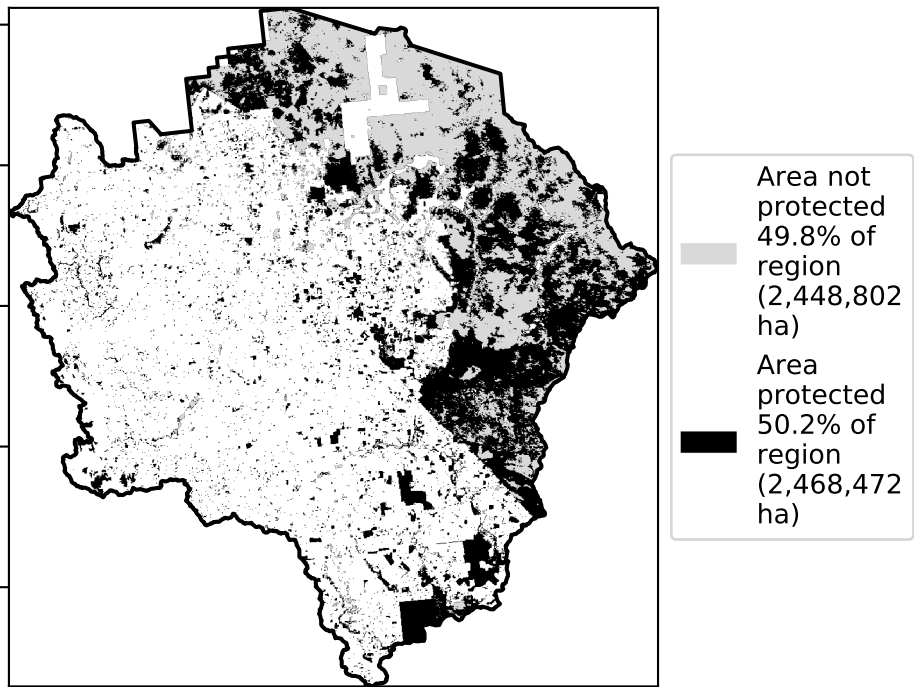 Area not
protected
49.8% of
region
(2,448,802
ha)
Area
protected
50.2% of
region
(2,468,472
ha)